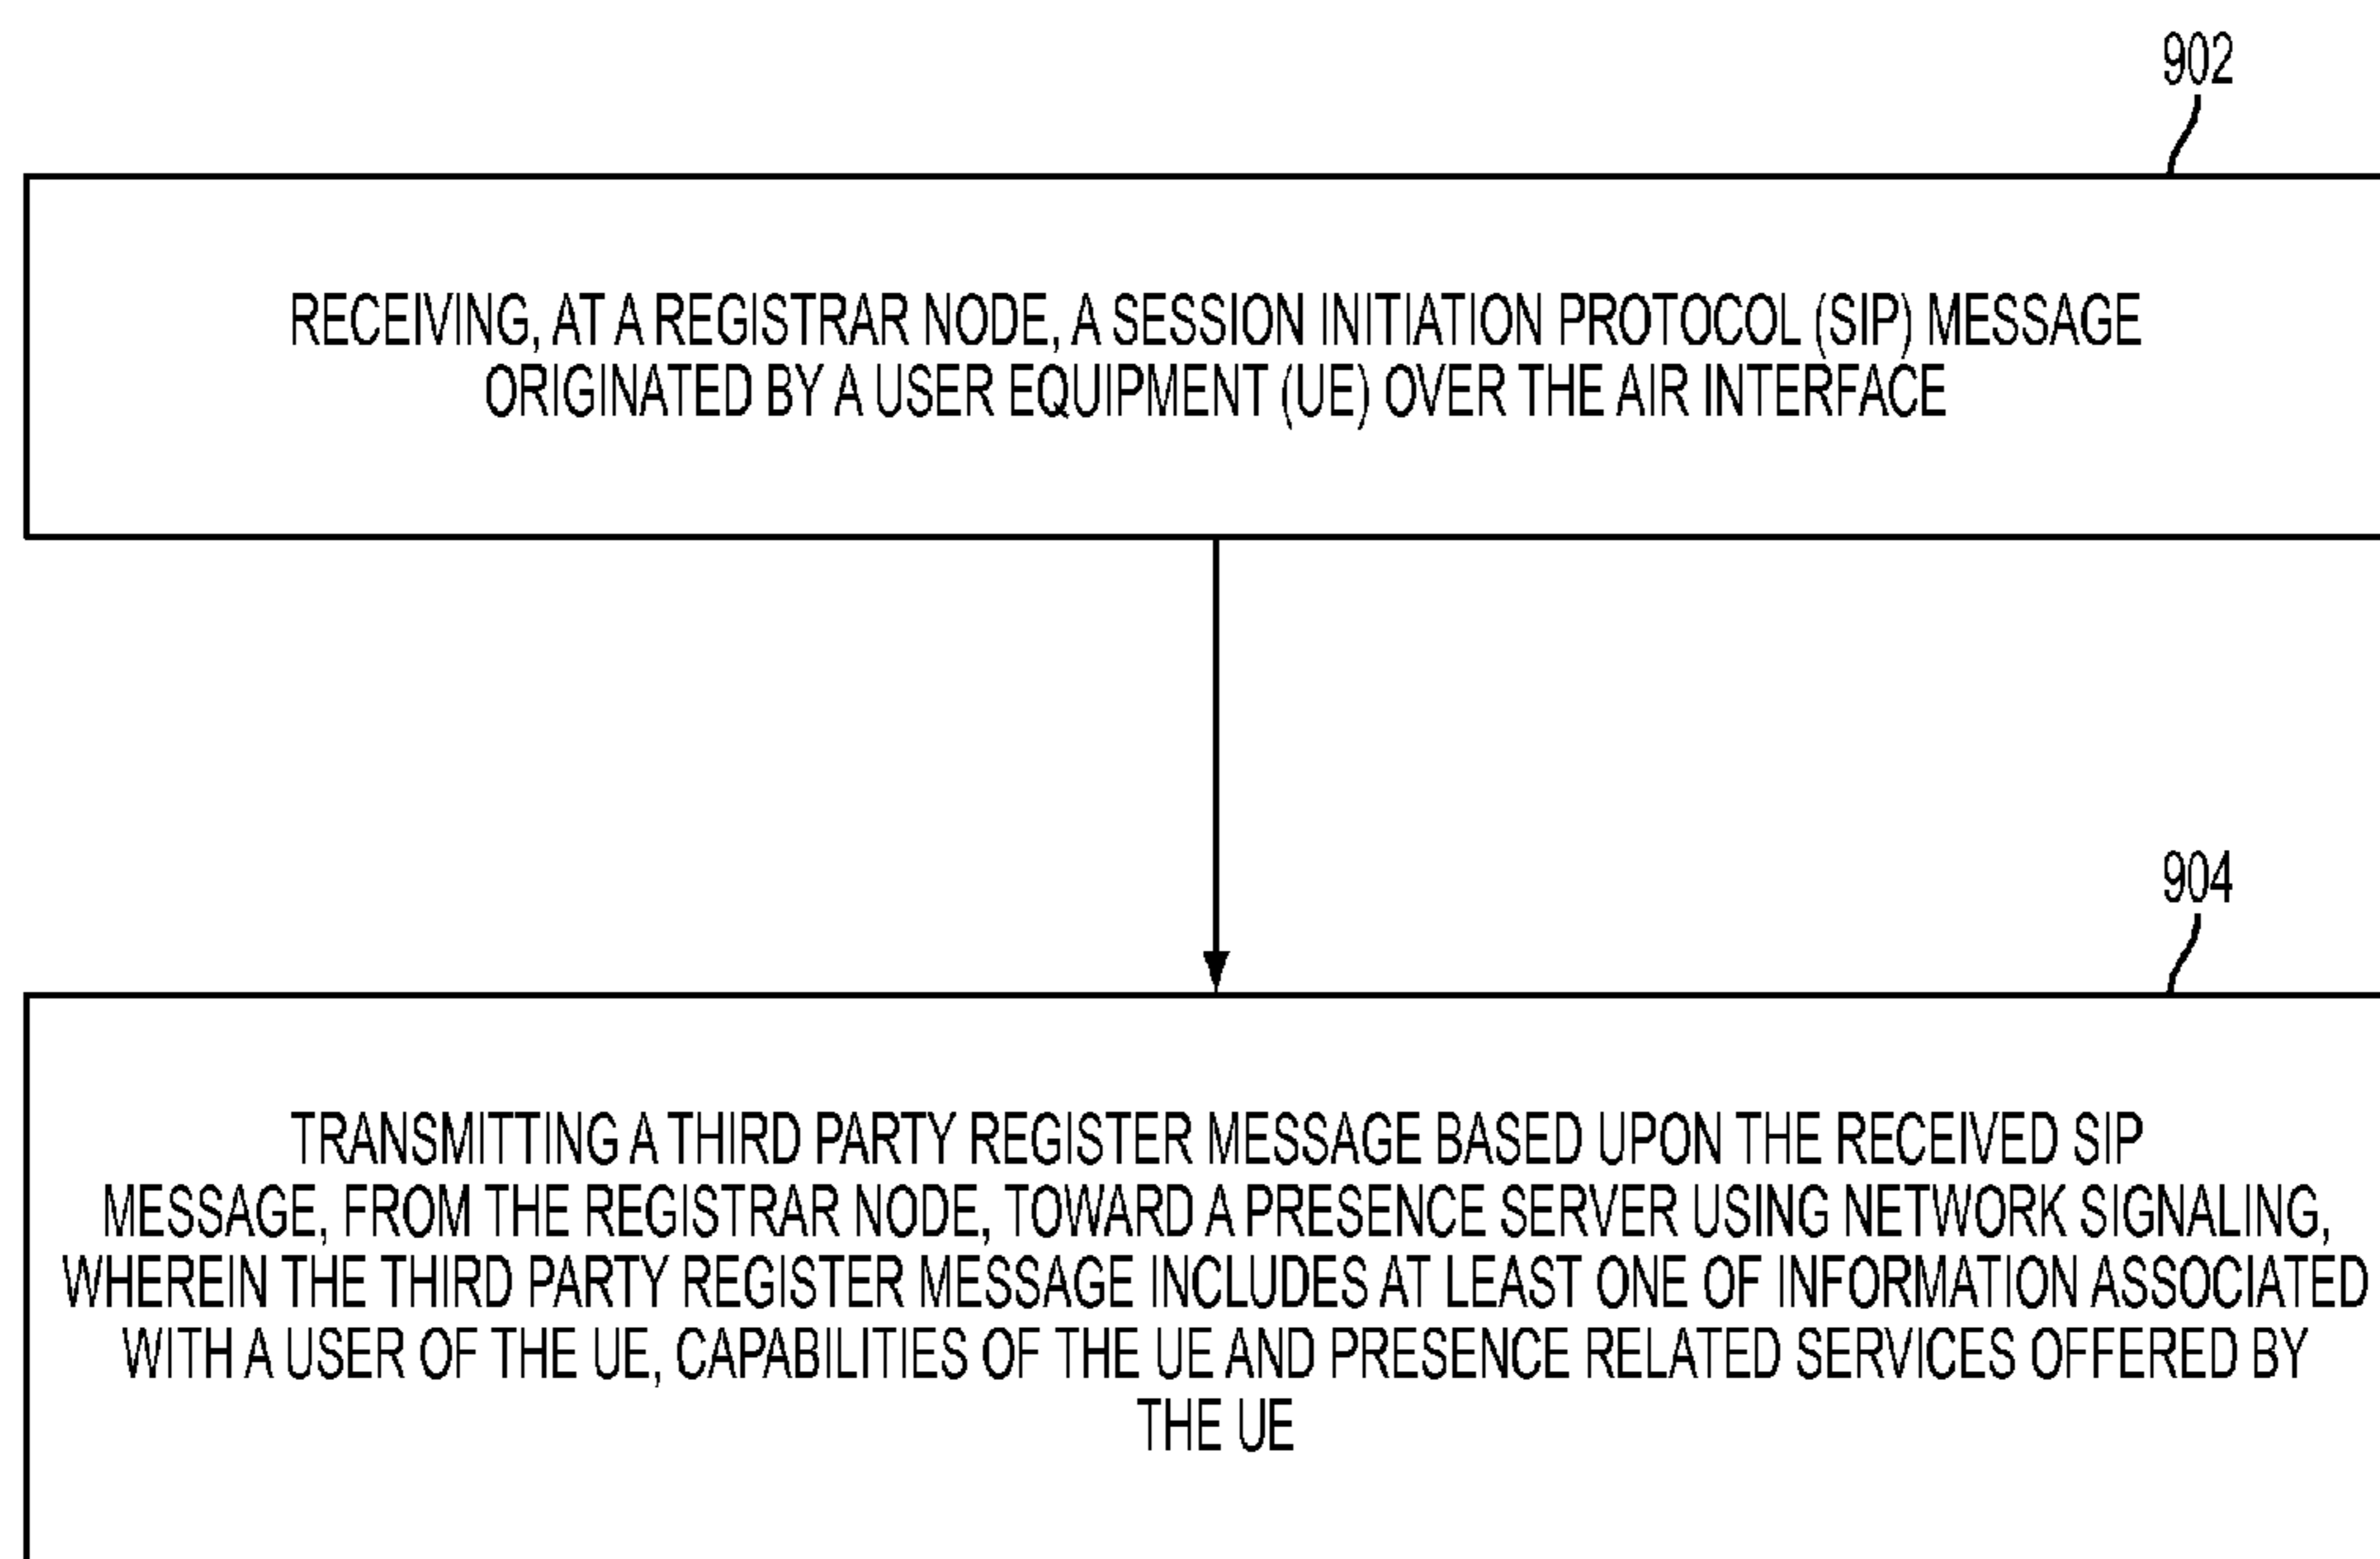 902
RECEIVING, AT A REGISTRAR NODE, A SESSION INITIATION PROTOCOL (SIP) MESSAGE
ORIGINATED BY A USER EQUIPMENT (UE) OVER THE AIR INTERFACE
904
TRANSMITTING A THIRD PARTY REGISTER MESSAGE BASED UPON THE RECEIVED SIP
MESSAGE, FROM THE REGISTRAR NODE, TOWARD A PRESENCE SERVER USING NETWORK SIGNALING,
WHEREIN THE THIRD PARTY REGISTER MESSAGE INCLUDES AT LEAST ONE OF INFORMATION ASSOCIATED
WITH A USER OF THE UE, CAPABILITIES OF THE UE AND PRESENCE RELATED SERVICES OFFERED BY
THE UE